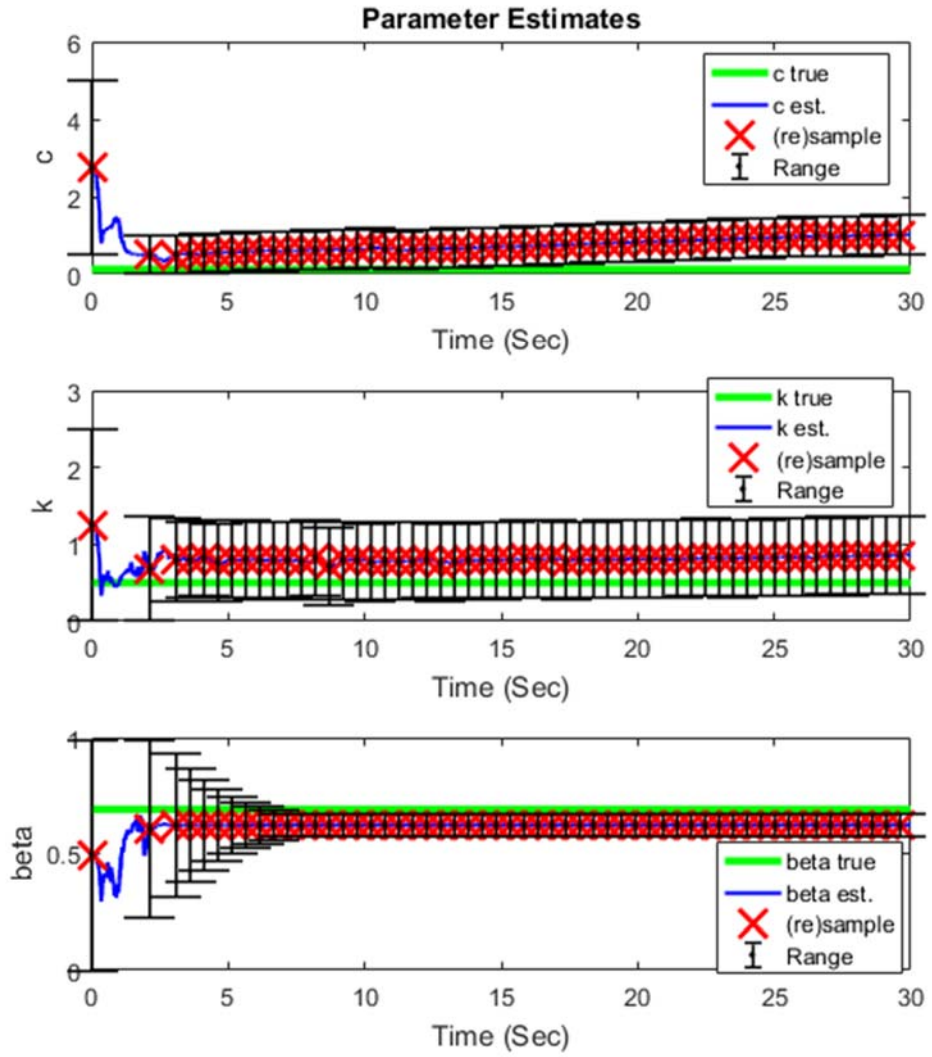 Parameter Estimates
6
4
2
0
c
c true
c est.
(re)sample
Range
0 5 10 15 20 25 30
Time (Sec)
3
2
1
0
k
k true
k est.
(re)sample
Range
0 5 10 15 20 25 30
Time (Sec)
1
0.5
0
beta
beta true
beta est.
(re)sample
Range
0 5 10 15 20 25 30
Time (Sec)